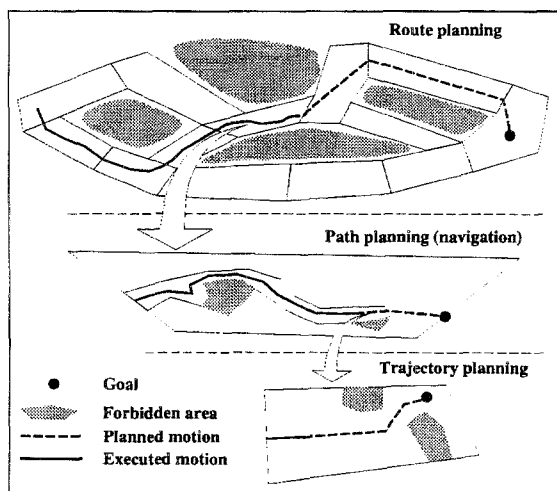 Route planning
Path planning (navigation)
Trajectory planning
Goal
Forbidden area
Planned motion
Executed motion